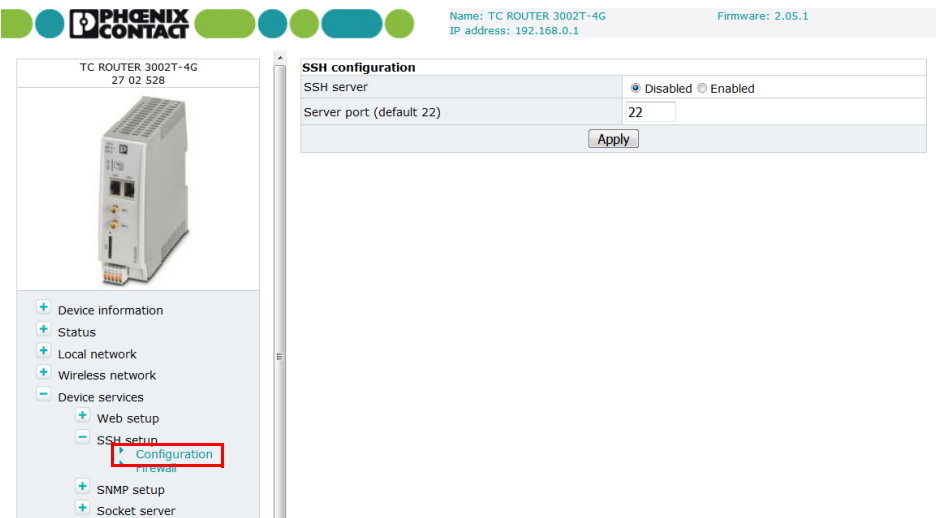 PHŒNIX
CONTACT
Name: TC ROUTER 3002T-4G
Firmware: 2.05.1
IP address: 192.168.0.1
TC ROUTER 3002T-4G
27 02 528
Device information
Status
Local network
Wireless network
Device services
Web setup
SSH setup
Configuration
Firewall
SNMP setup
Socket server
SSH configuration
SSH server
Disabled Enabled
Server port (default 22)
22
Apply